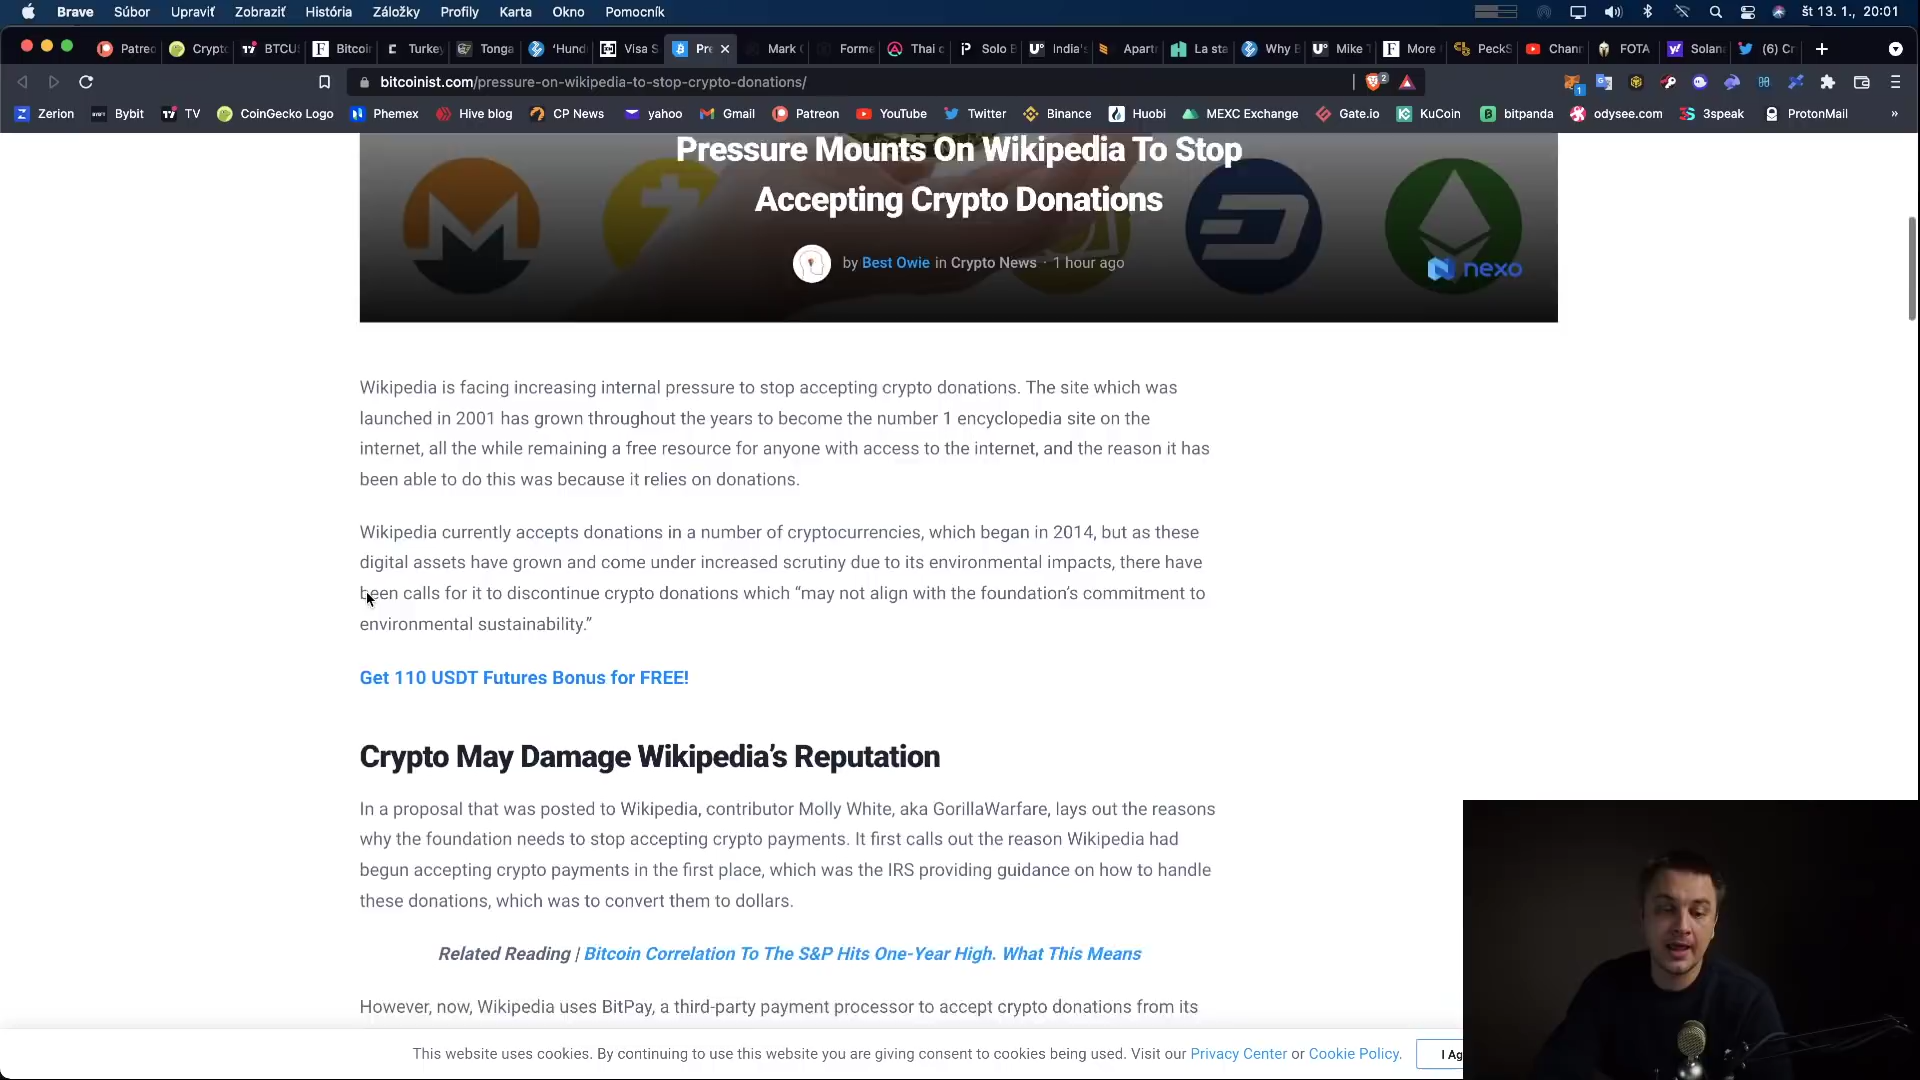 Brave Súbor Upraviť Zobraziť História Záložky Profily Karta Okno Pomocník št 13. 1., 20:01
Patreo Crypto BTCU Bitcoi Turkey Tonga 'Hund Visa S Pre Mark Forme Thai c Solo B India's Apart La sta Why B Mike T More PeckS Chann FOTA Solan (6) Cr
bitcoinist.com/pressure-on-wikipedia-to-stop-crypto-donations/ 2 1
Zerion Bybit TV CoinGecko Logo Phemex Hive blog CP News yahoo Gmail Patreon YouTube Twitter Binance Huobi MEXC Exchange Gate.io KuCoin bitpanda odysee.com 3speak ProtonMail »
Pressure Mounts On Wikipedia To Stop
Accepting Crypto Donations
by Best Owie in Crypto News · 1 hour ago
nexo
Wikipedia is facing increasing internal pressure to stop accepting crypto donations. The site which was
launched in 2001 has grown throughout the years to become the number 1 encyclopedia site on the
internet, all the while remaining a free resource for anyone with access to the internet, and the reason it has
been able to do this was because it relies on donations.
Wikipedia currently accepts donations in a number of cryptocurrencies, which began in 2014, but as these
digital assets have grown and come under increased scrutiny due to its environmental impacts, there have
been calls for it to discontinue crypto donations which “may not align with the foundation’s commitment to
environmental sustainability.”
Get 110 USDT Futures Bonus for FREE!
Crypto May Damage Wikipedia’s Reputation
In a proposal that was posted to Wikipedia, contributor Molly White, aka GorillaWarfare, lays out the reasons
why the foundation needs to stop accepting crypto payments. It first calls out the reason Wikipedia had
begun accepting crypto payments in the first place, which was the IRS providing guidance on how to handle
these donations, which was to convert them to dollars.
Related Reading | Bitcoin Correlation To The S&P Hits One-Year High. What This Means
However, now, Wikipedia uses BitPay, a third-party payment processor to accept crypto donations from its
This website uses cookies. By continuing to use this website you are giving consent to cookies being used. Visit our Privacy Center or Cookie Policy. I Ag